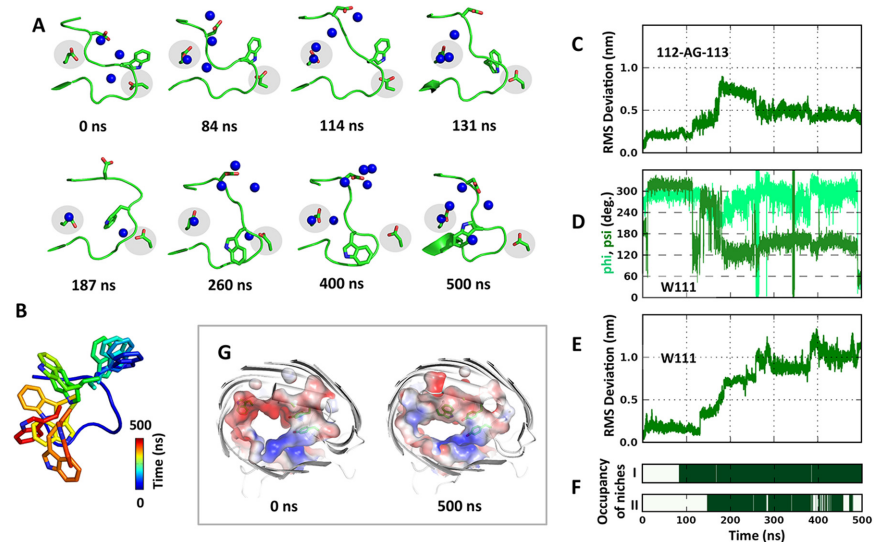 A
0 ns
84 ns
114 ns
131 ns
187 ns
260 ns
400 ns
500 ns
B
500
Time (ns)
0
G
0 ns
500 ns
C
RMS Deviation (nm)
1.0
0.5
0.0
112-AG-113
D
phi, psi (deg.)
300
240
180
120
60
0
W111
E
RMS Deviation (nm)
1.0
0.5
0.0
W111
F
Occupancy
of niches
I
II
0 100 200 300 400 500
Time (ns)